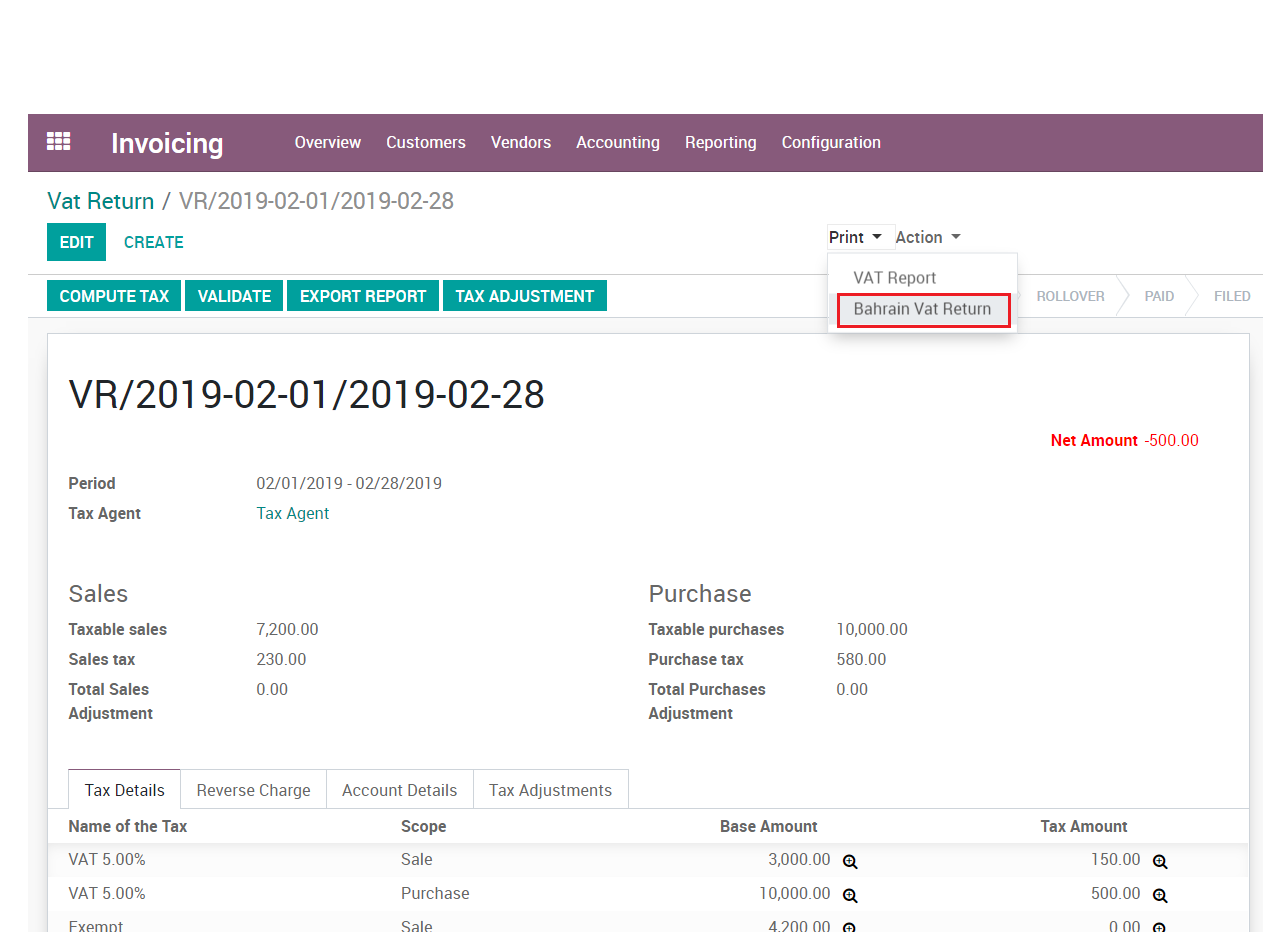 Invoicing Overview Customers Vendors Accounting Reporting Configuration
Vat Return / VR/2019-02-01/2019-02-28
EDIT CREATE Print Action
VAT Report
Bahrain Vat Return
COMPUTE TAX VALIDATE EXPORT REPORT TAX ADJUSTMENT ROLLOVER PAID FILED
VR/2019-02-01/2019-02-28
Net Amount -500.00
Period 02/01/2019 - 02/28/2019
Tax Agent Tax Agent
Sales Purchase
Taxable sales 7,200.00 Taxable purchases 10,000.00
Sales tax 230.00 Purchase tax 580.00
Total Sales 0.00 Total Purchases 0.00
Adjustment Adjustment
Tax Details Reverse Charge Account Details Tax Adjustments
Name of the Tax Scope Base Amount Tax Amount
VAT 5.00% Sale 3,000.00 150.00
VAT 5.00% Purchase 10,000.00 500.00
Exempt Sale 4,200.00 0.00